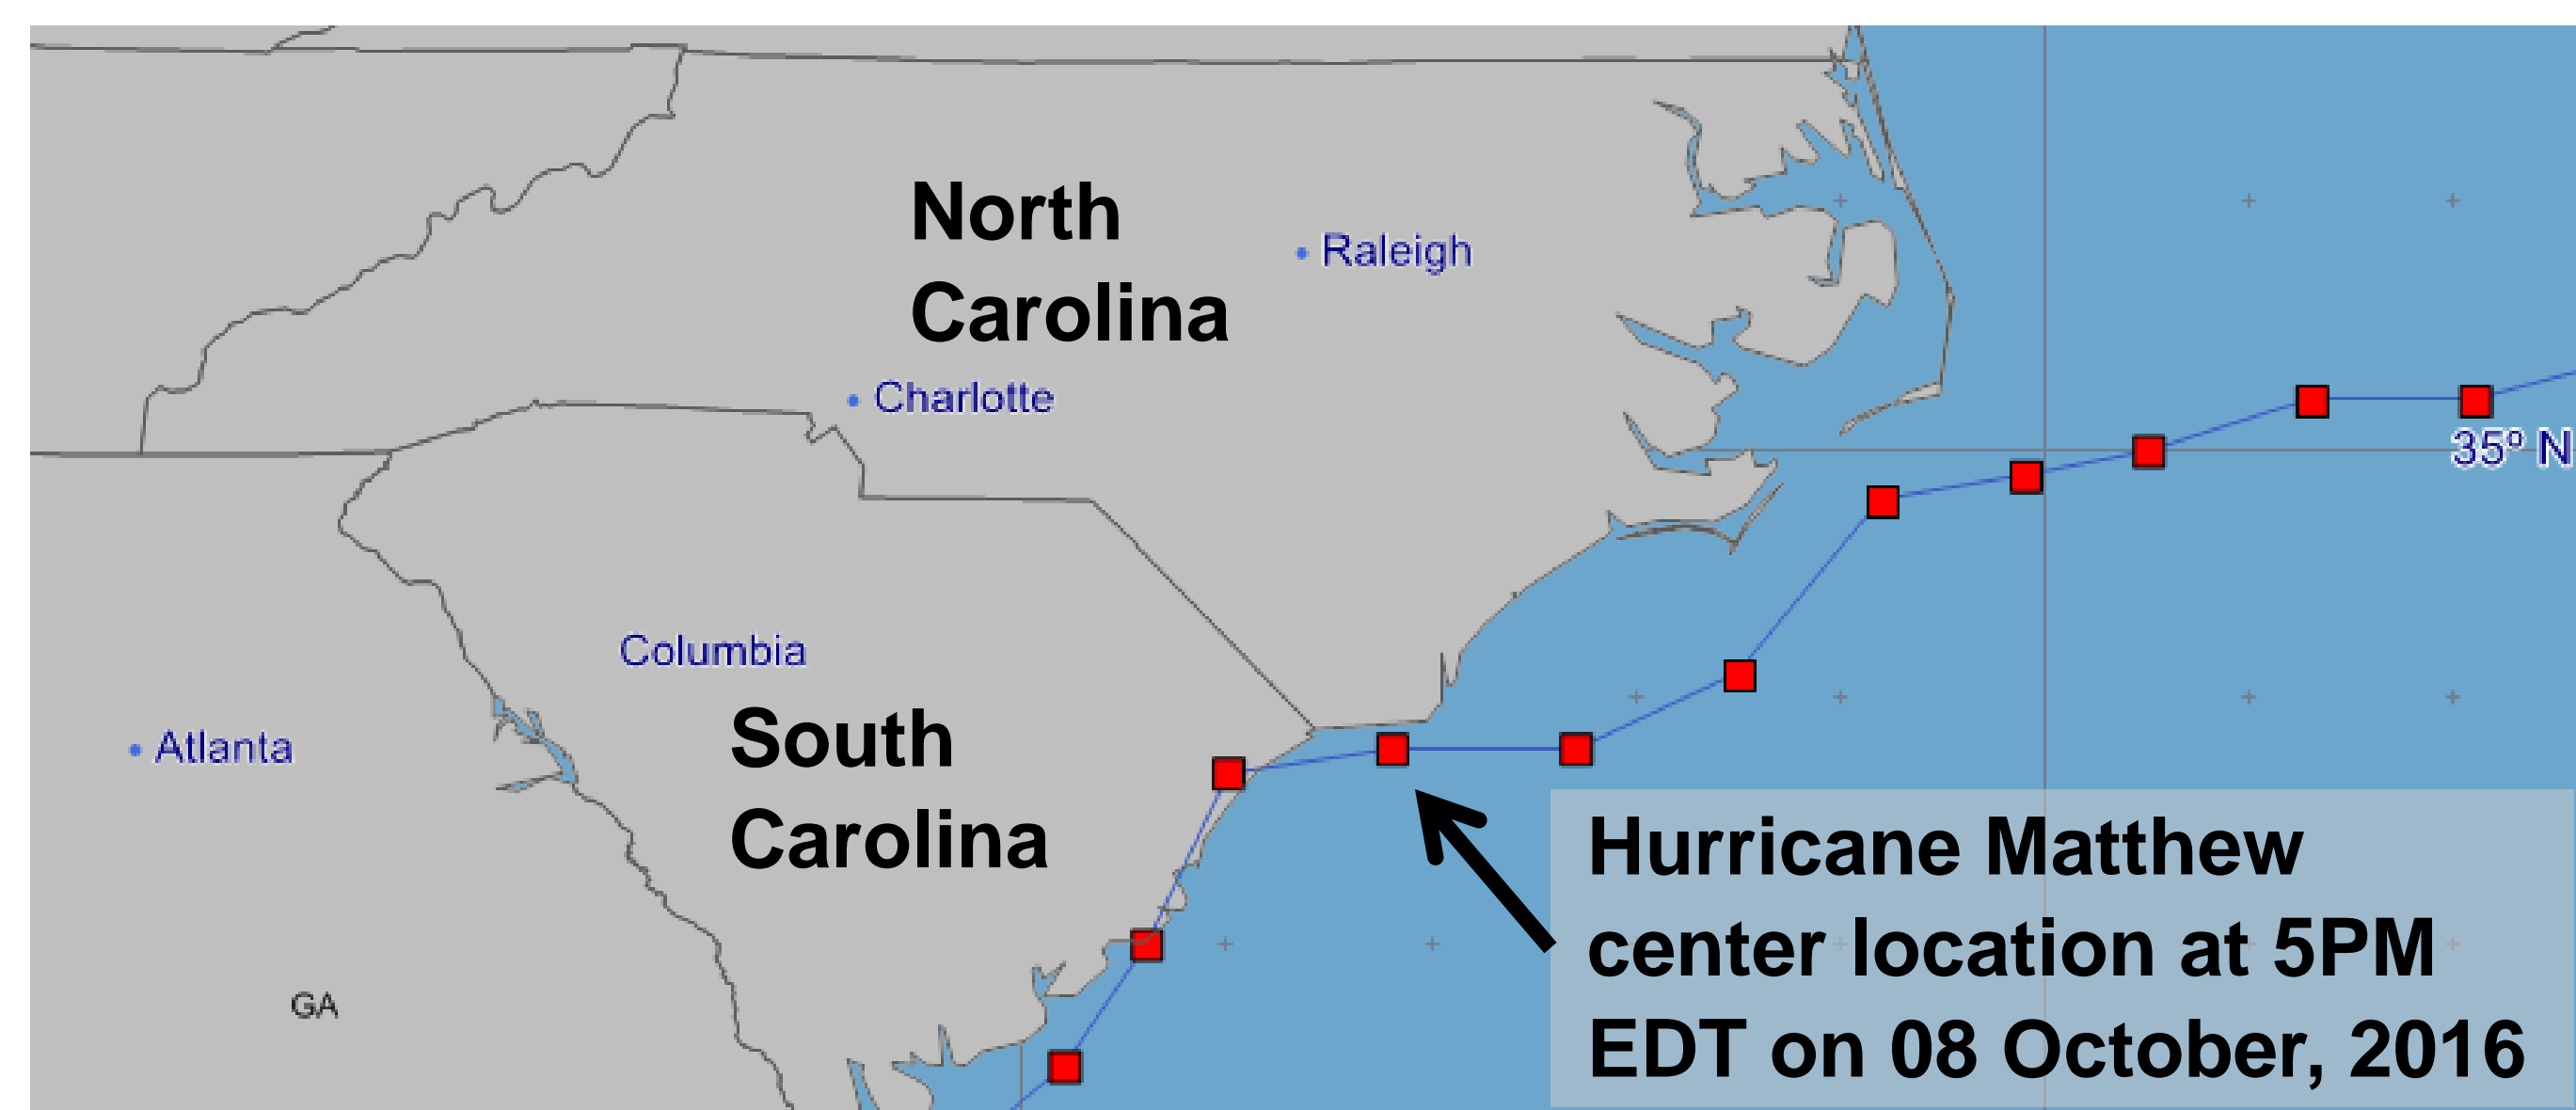 North
Carolina
Raleigh
Charlotte
35º N
Columbia
South
Carolina
Atlanta
GA
Hurricane Matthew
center location at 5PM
EDT on 08 October, 2016